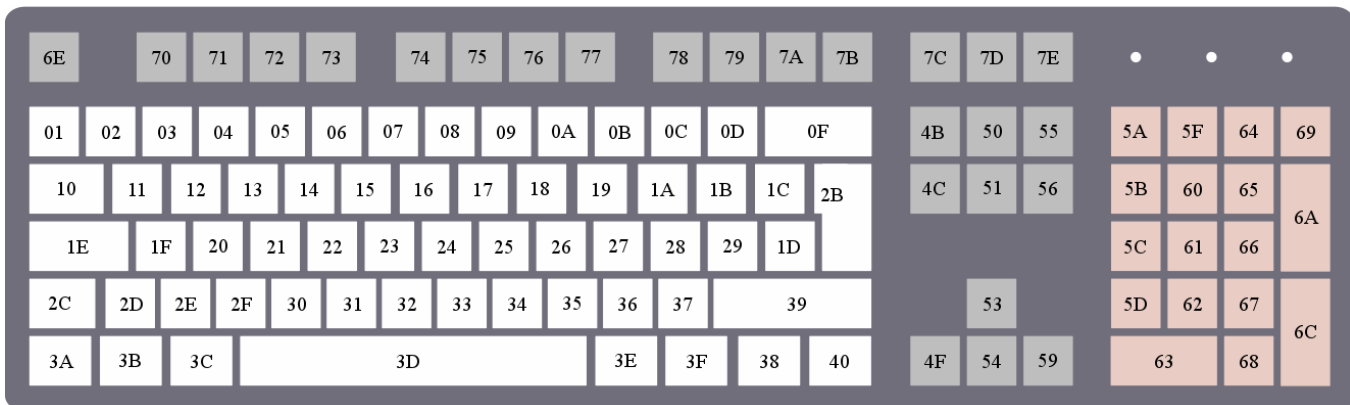 6E 70 71 72 73 74 75 76 77 78 79 7A 7B 7C 7D 7E
01 02 03 04 05 06 07 08 09 0A 0B 0C 0D 0F 4B 50 55 5A 5F 64 69
10 11 12 13 14 15 16 17 18 19 1A 1B 1C 2B 4C 51 56 5B 60 65 6A
1E 1F 20 21 22 23 24 25 26 27 28 29 1D 5C 61 66
2C 2D 2E 2F 30 31 32 33 34 35 36 37 39 53 5D 62 67 6C
3A 3B 3C 3D 3E 3F 38 40 4F 54 59 63 68